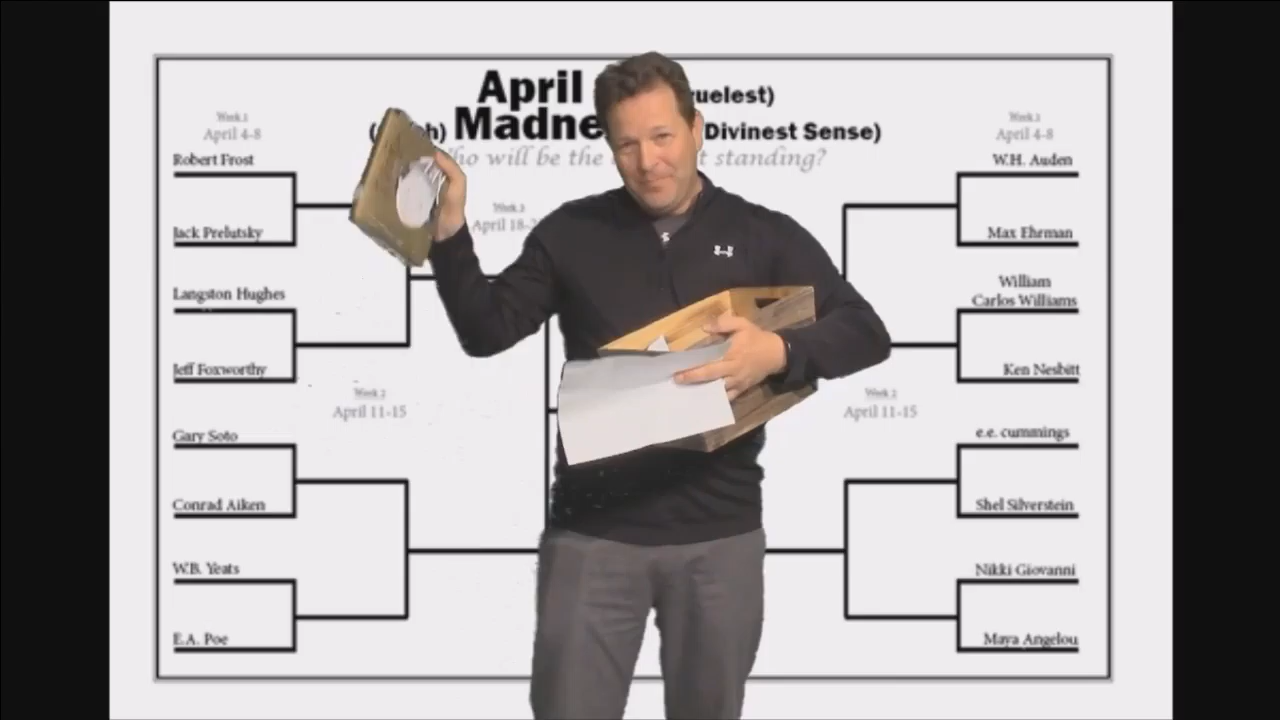 April
uelest)
Madne
Divinest Sense)
ho will be the
t standing?
Week 1
April 4-8
Robert Frost
Jack Prelutsky
Langston Hughes
Jeff Foxworthy
Gary Soto
Conrad Aiken
W.B. Yeats
E.A. Poe
Week 2
April 11-15
April 18-2
Week 1
April 4-8
W.H. Auden
Max Ehrman
William
Carlos Williams
Ken Nesbitt
e.e. cummings
Shel Silverstein
Nikki Giovanni
Maya Angelou
Week 2
April 11-15